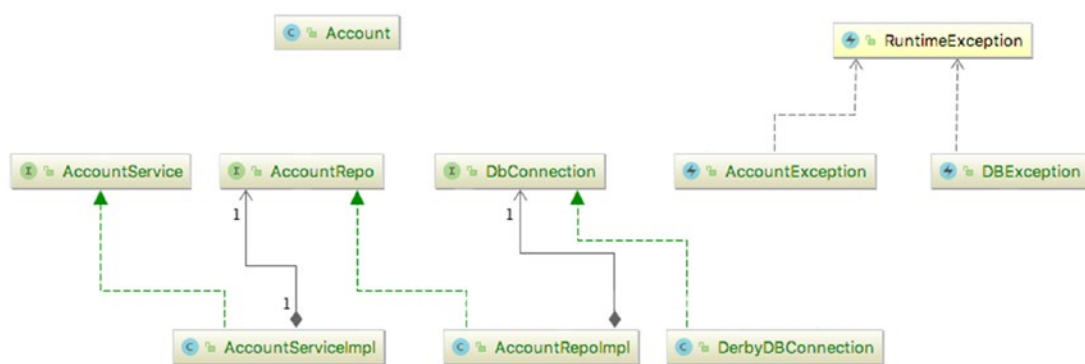 C Account
RuntimeException
I AccountService
I AccountRepo
I DbConnection
AccountException
DBException
1
1
1
C AccountServiceImpl
C AccountRepoImpl
C DerbyDBConnection